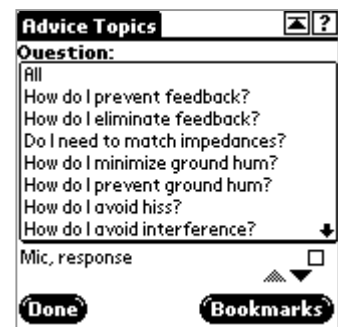 Advice Topics ?
Question:
All
How do I prevent feedback?
How do I eliminate feedback?
Do I need to match impedances?
How do I minimize ground hum?
How do I prevent ground hum?
How do I avoid hiss?
How do I avoid interference?
Mic, response
Done Bookmarks